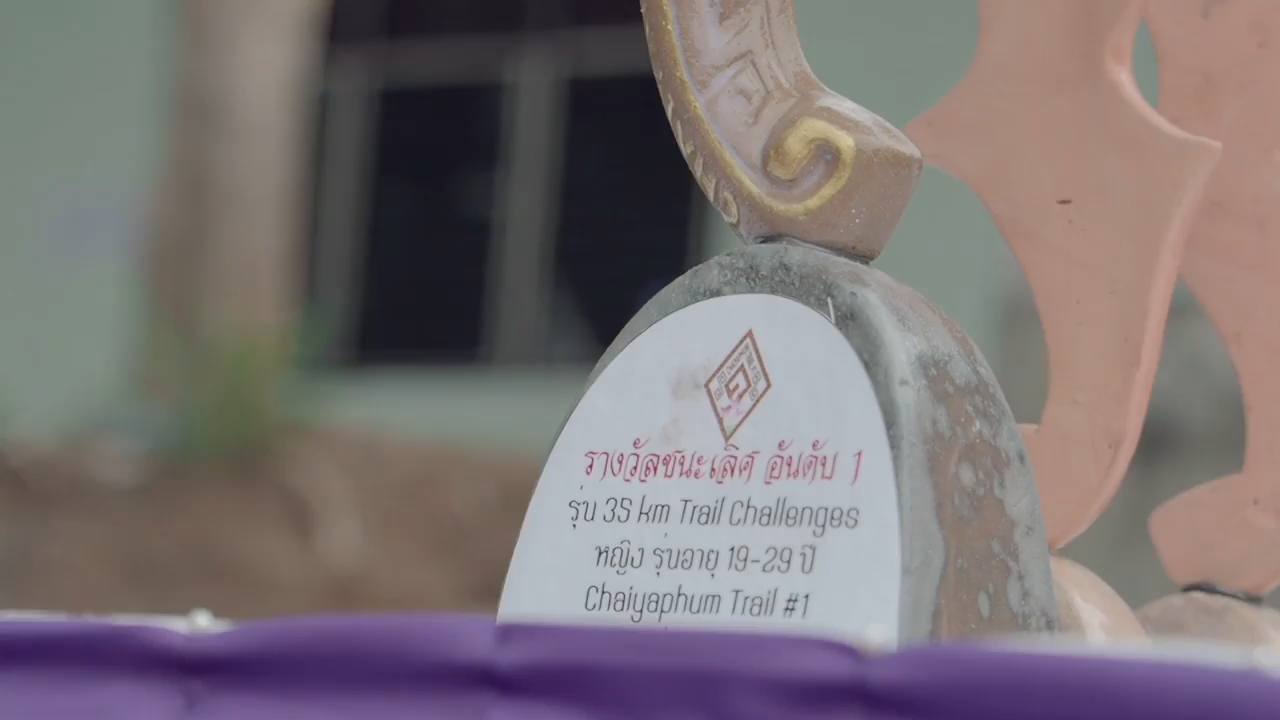 รางวัลชนะเลิศ อันดับ 1
รุ่น 35 km Trail Challenges
หญิง รุ่นอายุ 19-29 ปี
Chaiyaphum Trail #1